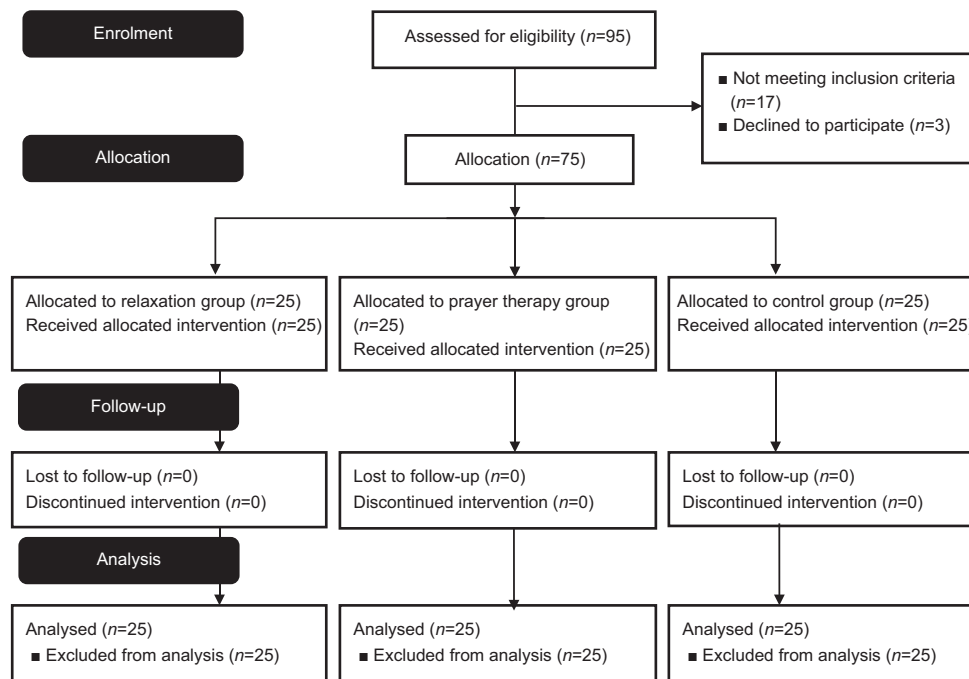 Enrolment
Assessed for eligibility (n=95)
■ Not meeting inclusion criteria
(n=17)
■ Declined to participate (n=3)
Allocation
Allocation (n=75)
Allocated to relaxation group (n=25)
Received allocated intervention (n=25)
Allocated to prayer therapy group
(n=25)
Received allocated intervention (n=25)
Allocated to control group (n=25)
Received allocated intervention (n=25)
Follow-up
Lost to follow-up (n=0)
Discontinued intervention (n=0)
Lost to follow-up (n=0)
Discontinued intervention (n=0)
Lost to follow-up (n=0)
Discontinued intervention (n=0)
Analysis
Analysed (n=25)
■ Excluded from analysis (n=25)
Analysed (n=25)
■ Excluded from analysis (n=25)
Analysed (n=25)
■ Excluded from analysis (n=25)